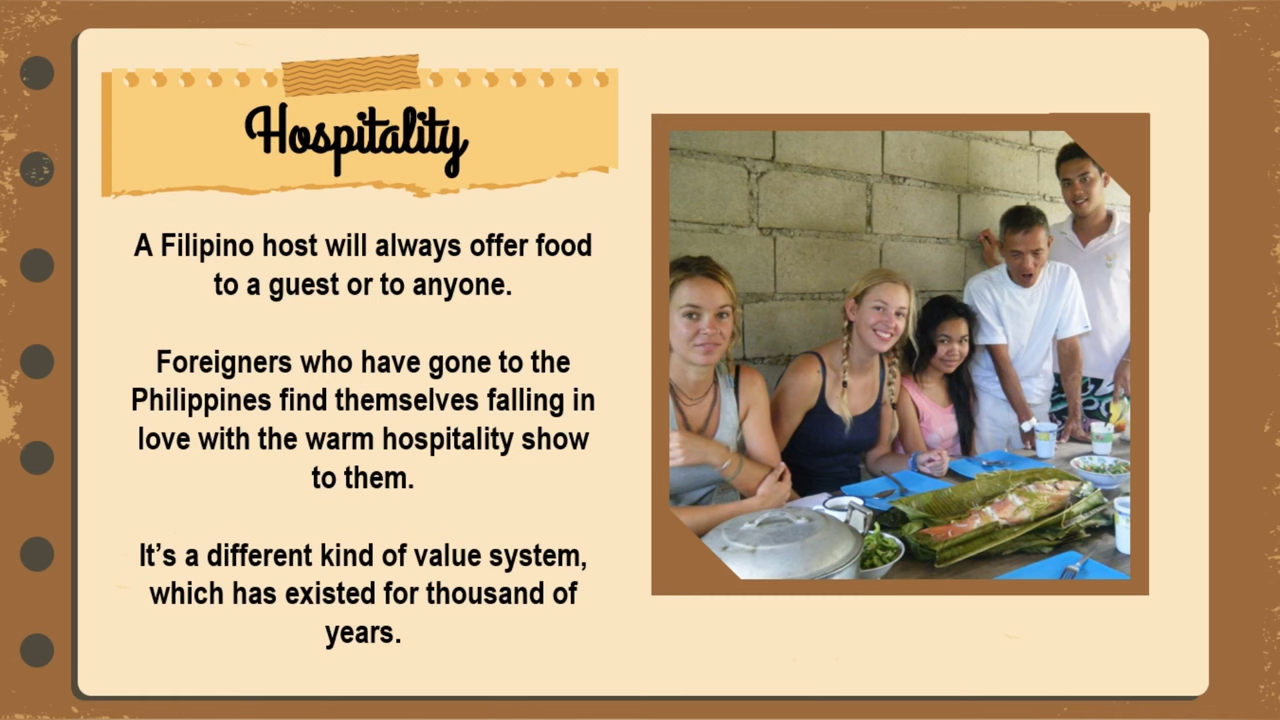 Hospitality
A Filipino host will always offer food
to a guest or to anyone.
Foreigners who have gone to the
Philippines find themselves falling in
love with the warm hospitality show
to them.
It’s a different kind of value system,
which has existed for thousand of
years.